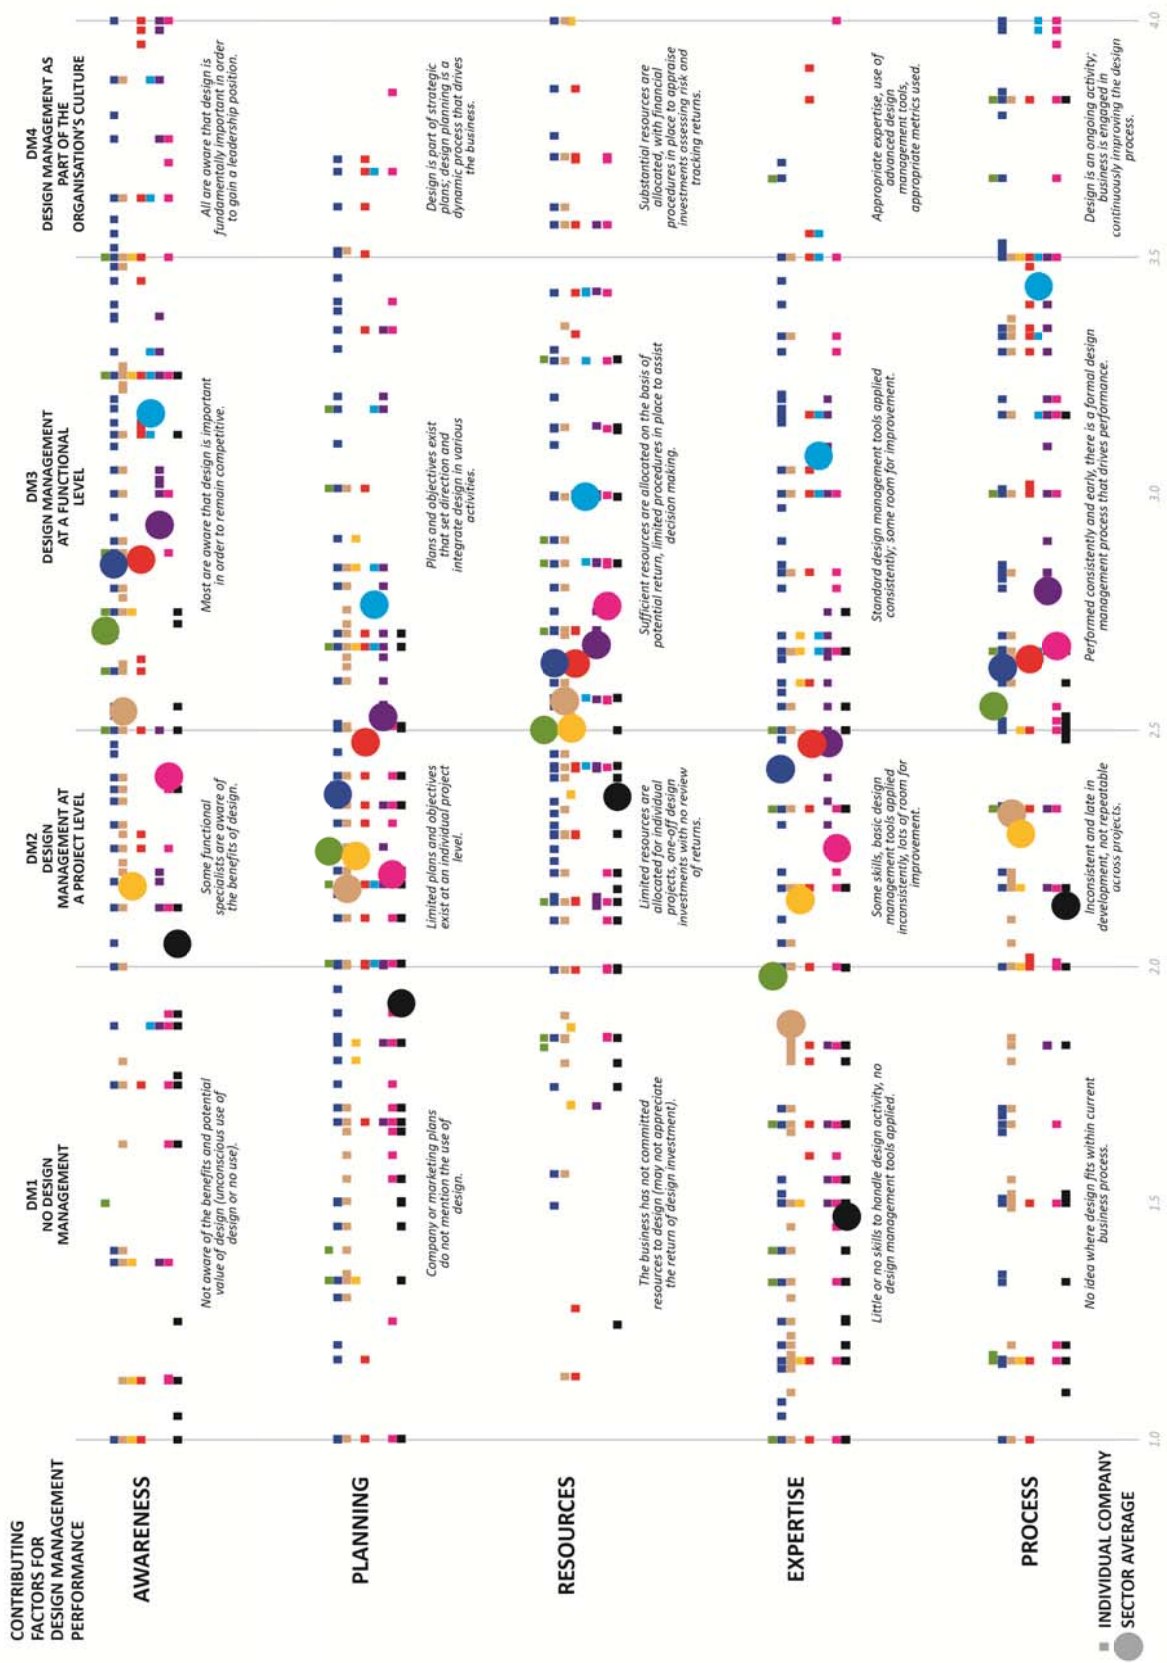 CONTRIBUTING
FACTORS FOR
DESIGN MANAGEMENT
PERFORMANCE
DM1
NO DESIGN
MANAGEMENT
DM2
DESIGN
MANAGEMENT AT
A PROJECT LEVEL
DM3
DESIGN MANAGEMENT
AT A FUNCTIONAL
LEVEL
DM4
DESIGN MANAGEMENT AS
PART OF THE
ORGANISATION'S CULTURE
AWARENESS
Not aware of the benefits and potential
value of design (unconscious use of
design or no use).
Some functional
specialists are aware of
the benefits of design.
Most are aware that design is important
in order to remain competitive.
All are aware that design is
fundamentally important in order
to gain a leadership position.
PLANNING
Company or marketing plans
do not mention the use of
design.
Limited plans and objectives
exist at an individual project
level.
Plans and objectives exist
that set direction and
integrate design in various
activities.
Design is part of strategic
plans; design planning is a
dynamic process that drives
the business.
RESOURCES
The business has not committed
resources to design (may not appreciate
the return of design investment).
Limited resources are
allocated for individual
projects, one-off design
investments with no review
of returns.
Sufficient resources are allocated on the basis of
potential return, limited procedures in place to assist
decision making.
Substantial resources are
allocated, with financial
procedures in place to appraise
investments assessing risk and
tracking returns.
EXPERTISE
Little or no skills to handle design activity, no
design management tools applied.
Some skills, basic design
management tools applied
inconsistently, lots of room for
improvement.
Standard design management tools applied
consistently; some room for improvement.
Appropriate expertise, use of
advanced design
management tools,
appropriate metrics used.
PROCESS
No idea where design fits within current
business process.
Inconsistent and late in
development, not repeatable
across projects.
Performed consistently and early, there is a formal design
management process that drives performance.
Design is an ongoing activity;
business is engaged in
continuously improving the design
process.
INDIVIDUAL COMPANY
SECTOR AVERAGE
1.0
1.5
2.0
2.5
3.0
3.5
4.0